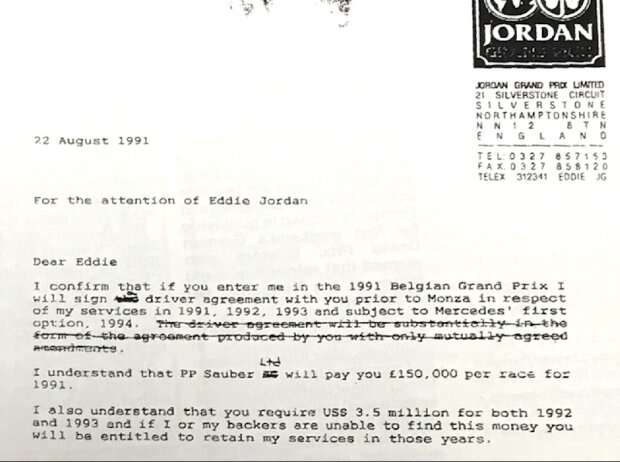 JORDAN
JORDAN GRAND PRIX LIMITED
21 SILVERSTONE CIRCUIT
SILVERSTONE
NORTHAMPTONSHIRE
NN12 8TN
ENGLAND
TEL:0327 857153
FAX.0327 858120
TELEX 312341 EDDIE JG
22 August 1991
For the attention of Eddie Jordan
Dear Eddie
I confirm that if you enter me in the 1991 Belgian Grand Prix I
will sign driver agreement with you prior to Monza in respect
of my services in 1991, 1992, 1993 and subject to Mercedes' first
option, 1994. The driver agreement will be substantially in the
form of the agreement produced by you with only mutually agreed
amendments.
Ltd
I understand that PP Sauber will pay you £150,000 per race for
1991.
I also understand that you require US$ 3.5 million for both 1992
and 1993 and if I or my backers are unable to find this money you
will be entitled to retain my services in those years.